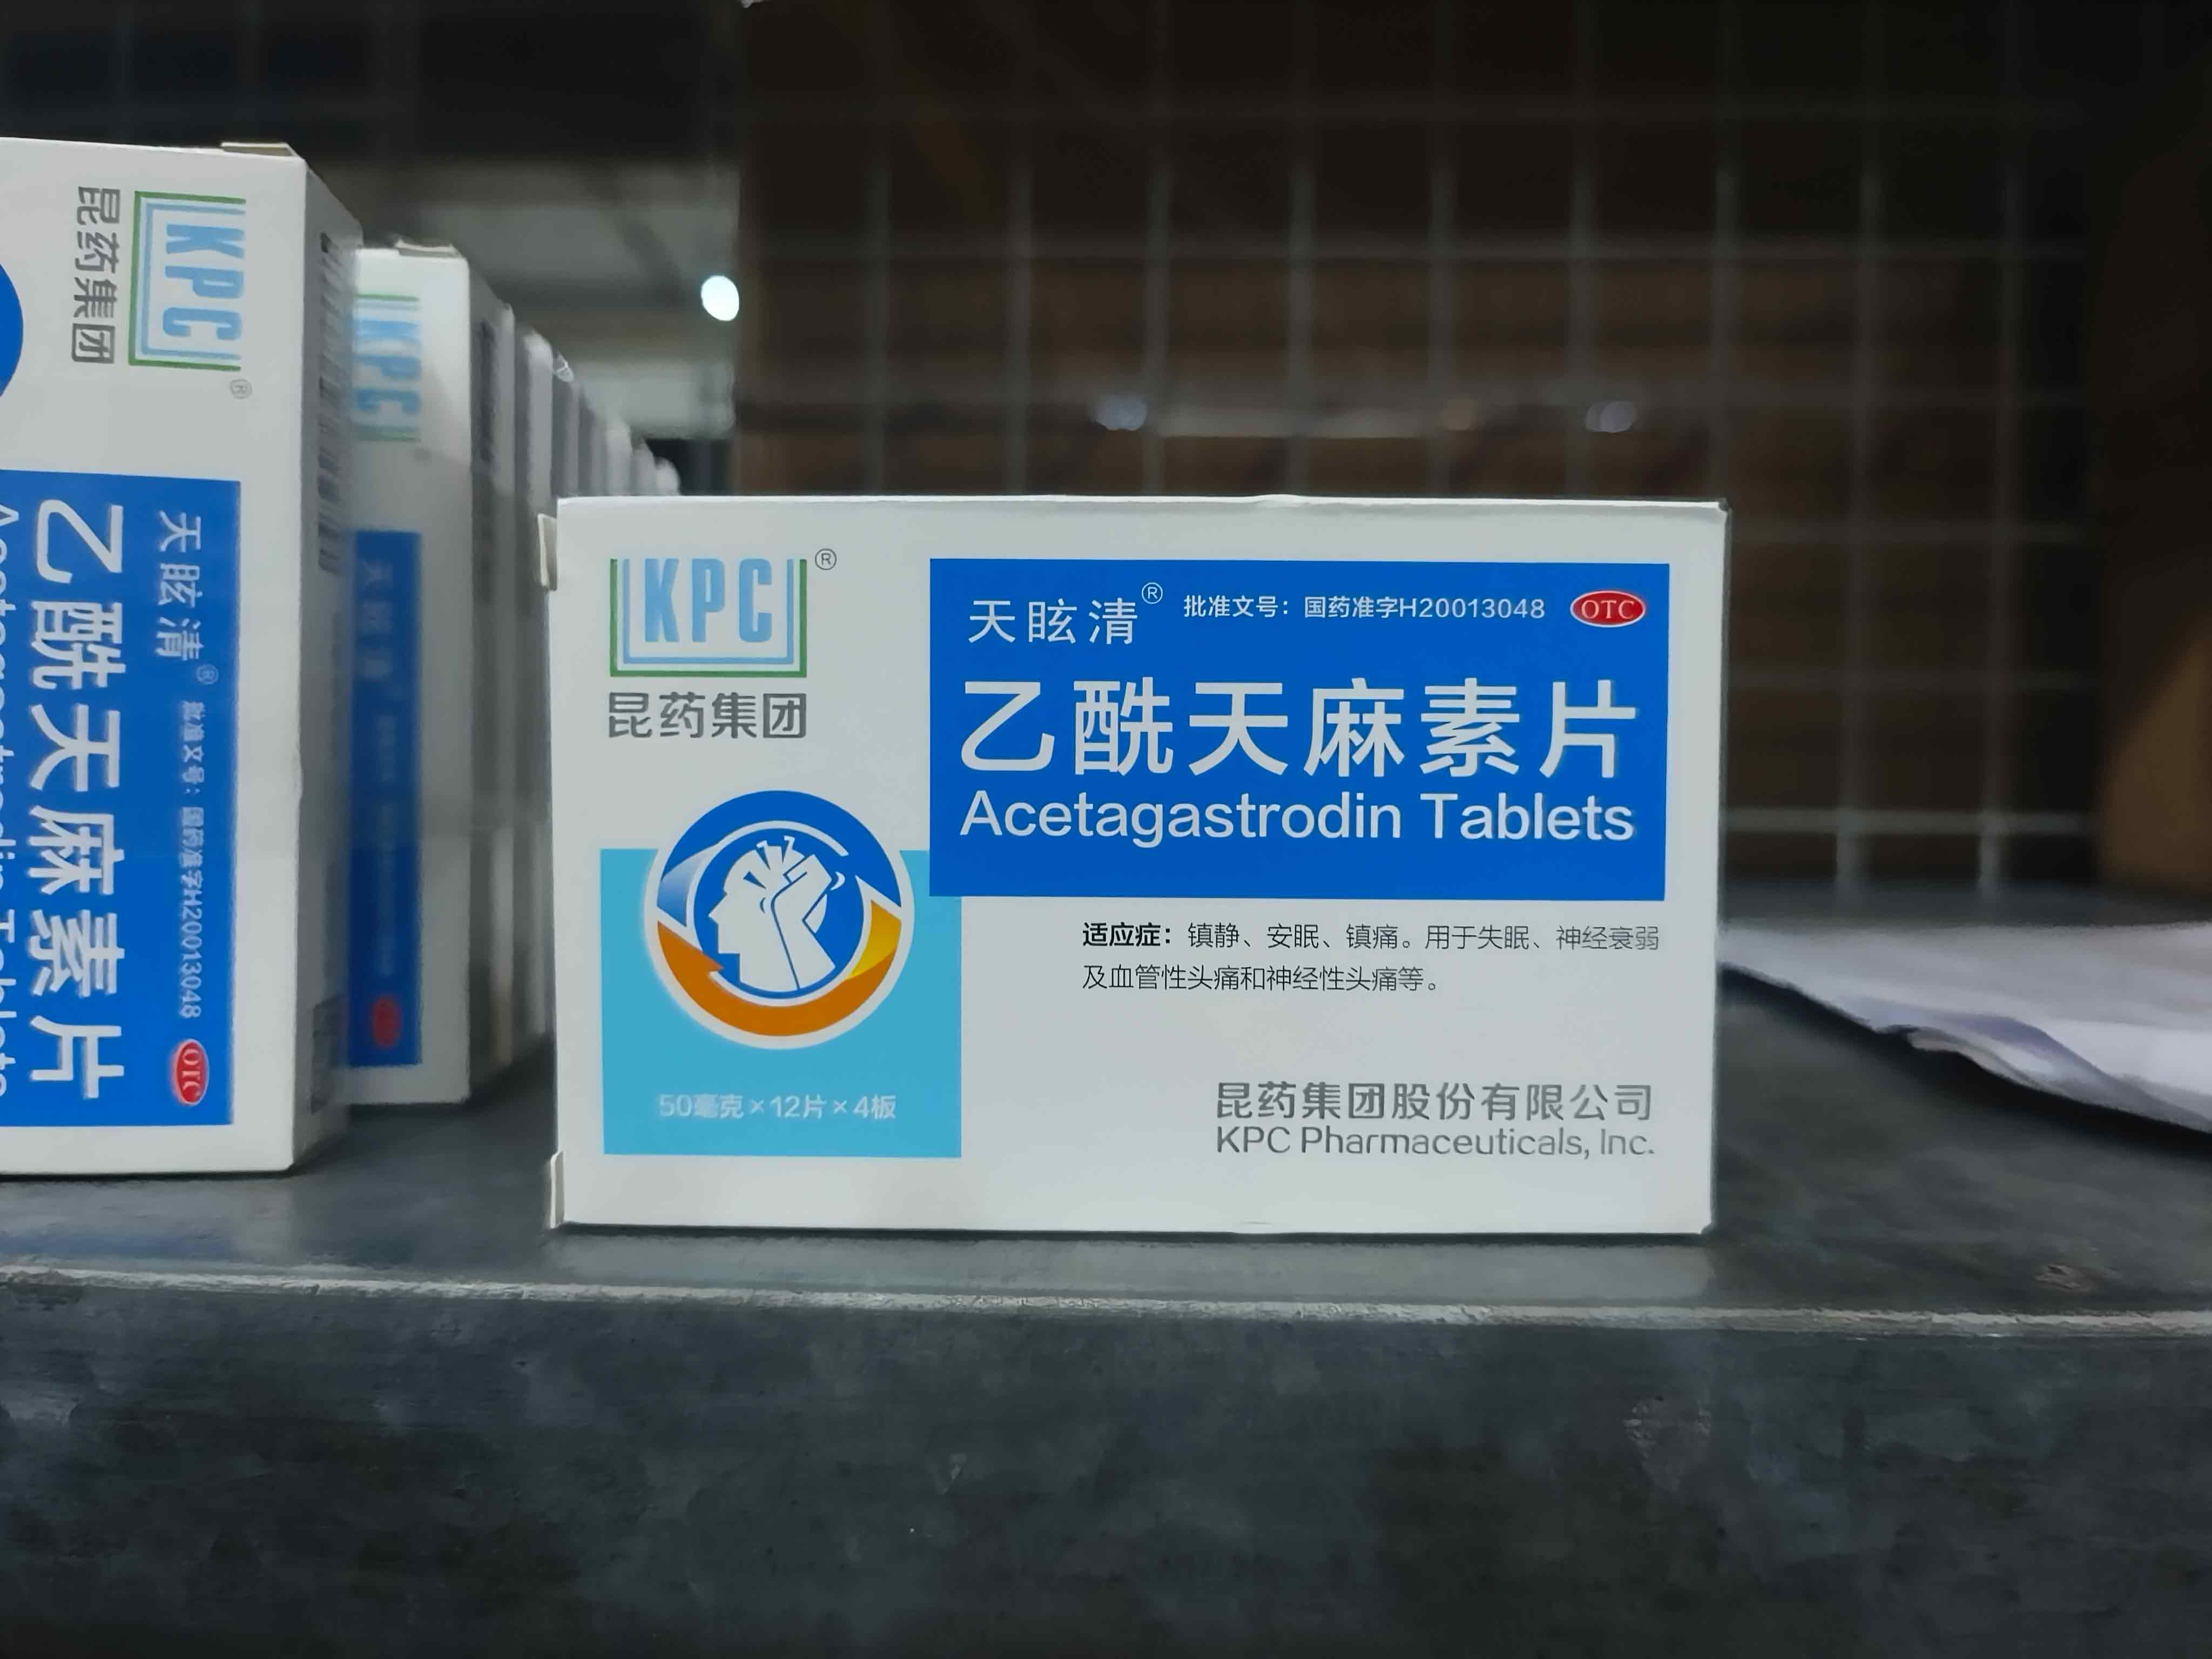 KPC®
昆药集团
天眩清® 批准文号：国药准字H20013048 OTC
乙酰天麻素片
Acetagastrodin Tablets
适应症：镇静、安眠、镇痛。用于失眠、神经衰弱
及血管性头痛和神经性头痛等。
50毫克×12片×4板
昆药集团股份有限公司
KPC Pharmaceuticals, Inc.
KPC®
昆药集团
天眩清® 批准文号：国药准字H20013048 OTC
乙酰天麻素片
KPC